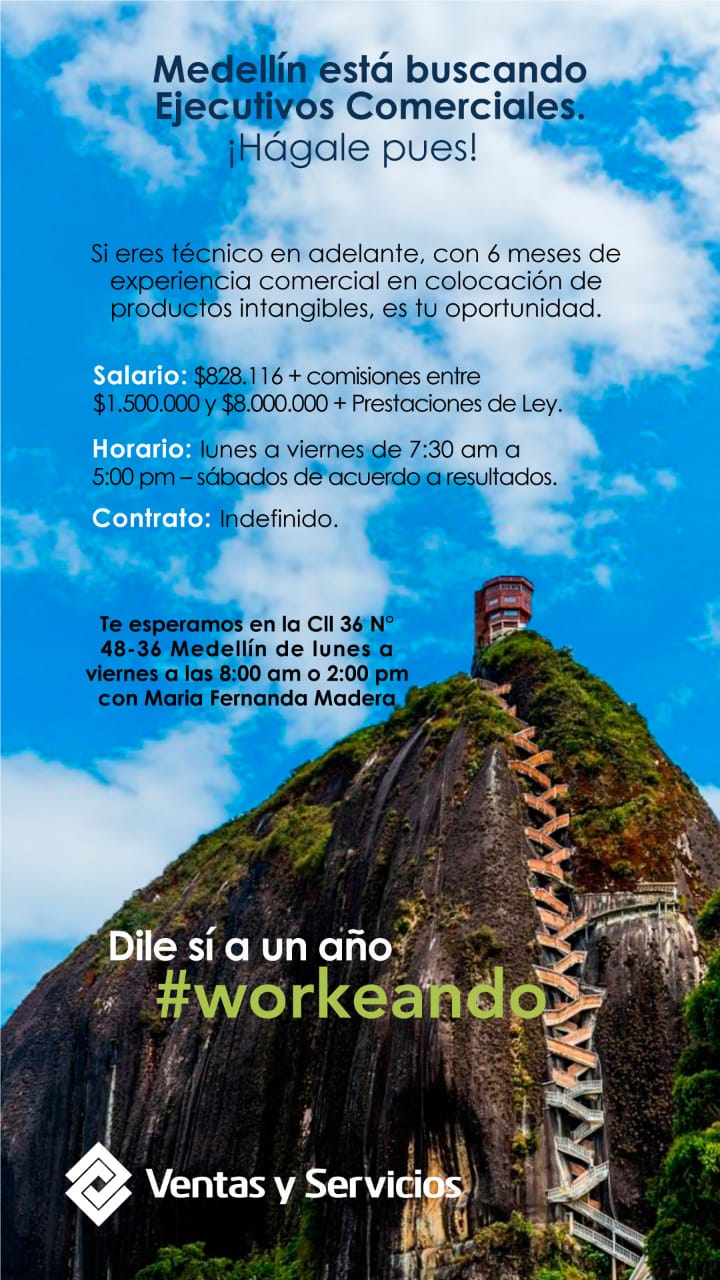 Medellín está buscando
Ejecutivos Comerciales.
¡Hágale pues!
Si eres técnico en adelante, con 6 meses de
experiencia comercial en colocación de
productos intangibles, es tu oportunidad.
Salario: $828.116 + comisiones entre
$1.500.000 y $8.000.000 + Prestaciones de Ley.
Horario: lunes a viernes de 7:30 am a
5:00 pm – sábados de acuerdo a resultados.
Contrato: Indefinido.
Te esperamos en la Cll 36 N°
48-36 Medellín de lunes a
viernes a las 8:00 am o 2:00 pm
con Maria Fernanda Madera
Dile sí a un año
#workeando
Ventas y Servicios